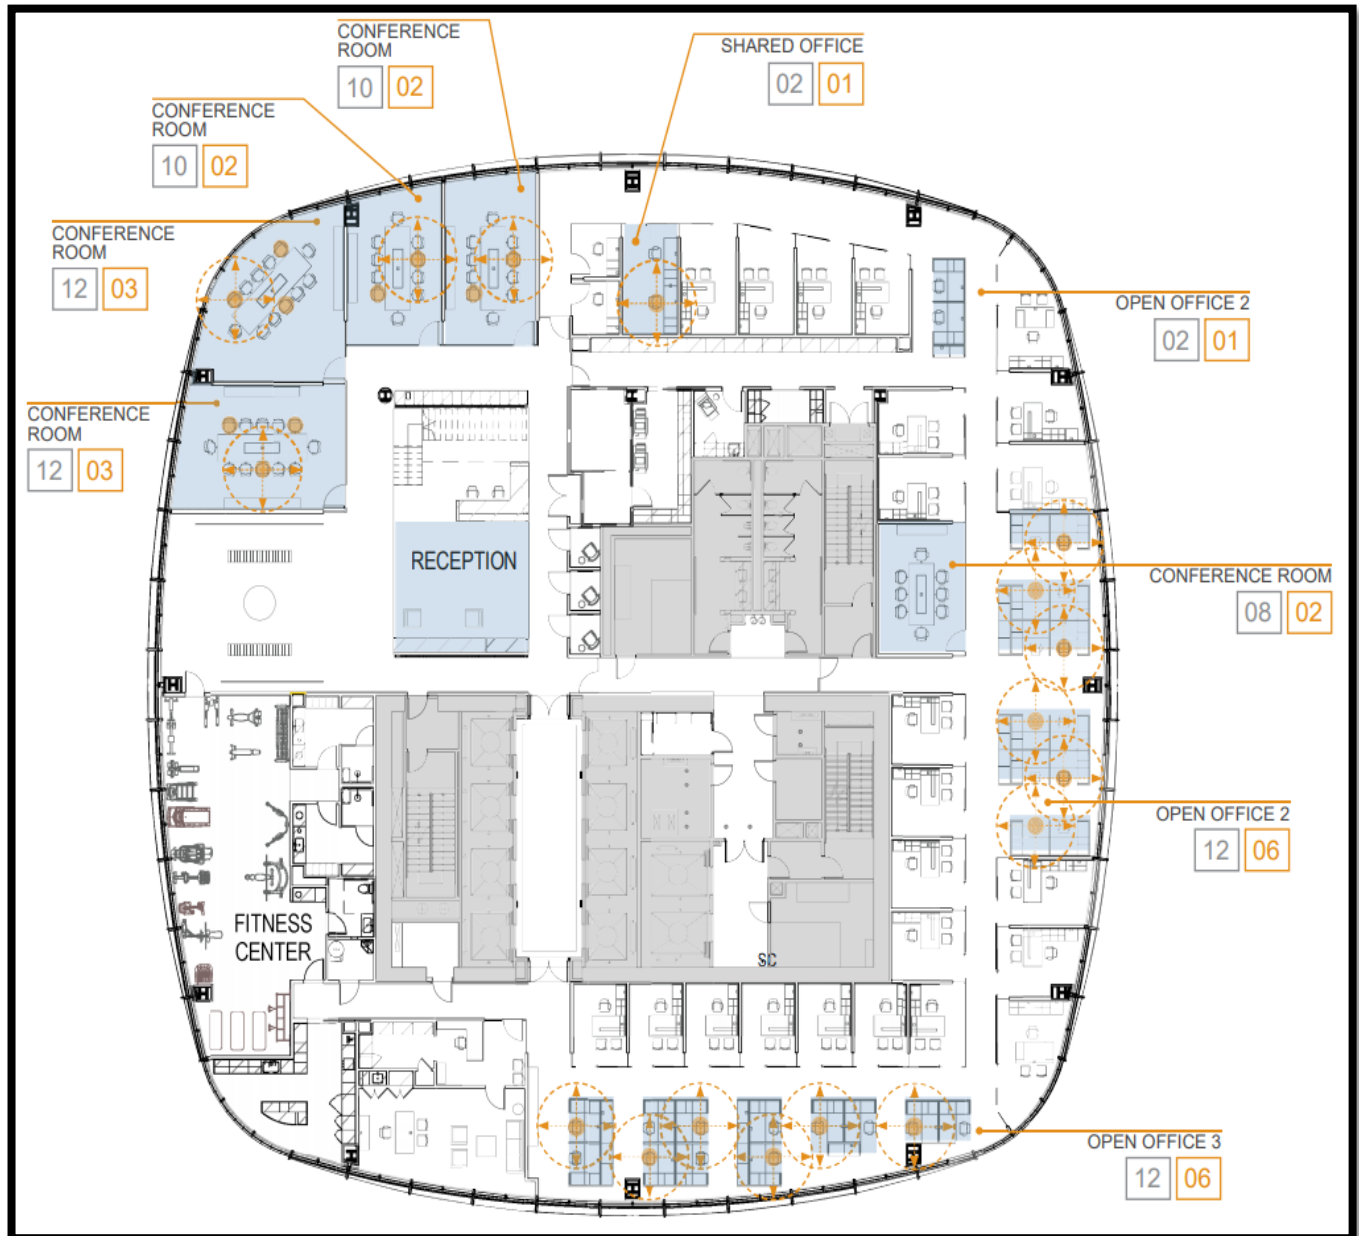 CONFERENCE
ROOM
10 02
SHARED OFFICE
02 01
CONFERENCE
ROOM
10 02
CONFERENCE
ROOM
12 03
OPEN OFFICE 2
02 01
CONFERENCE
ROOM
12 03
RECEPTION
CONFERENCE ROOM
08 02
OPEN OFFICE 2
12 06
FITNESS
CENTER
SC
OPEN OFFICE 3
12 06